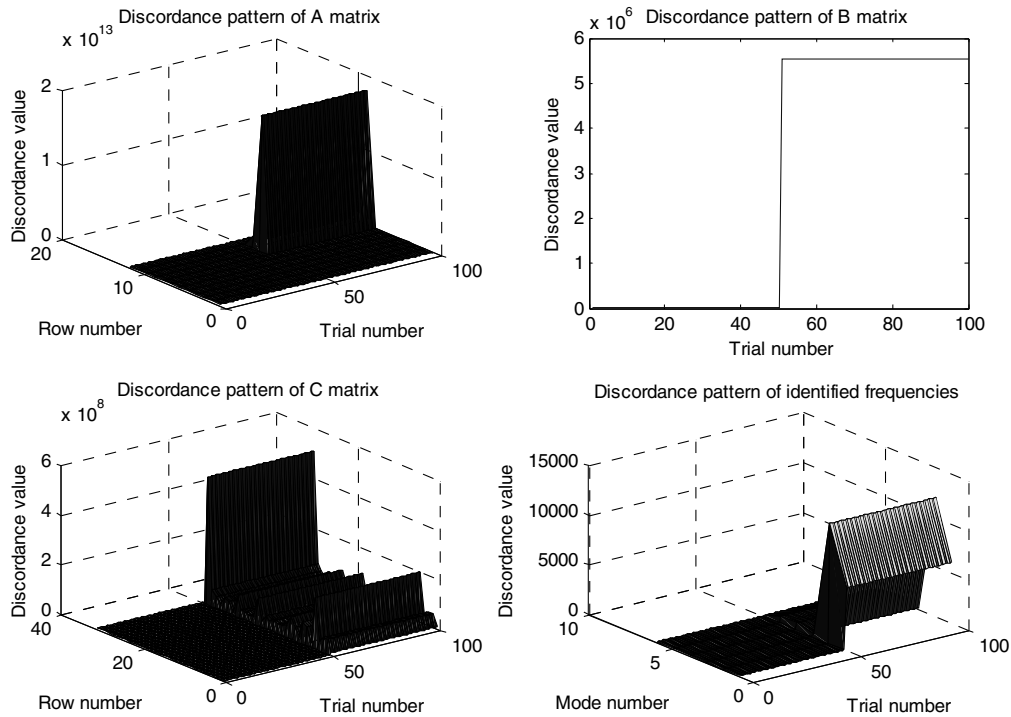 Discordance pattern of A matrix
x 10^13
2
1
0
Discordance value
20
10
0
Row number
0
50
100
Trial number
Discordance pattern of B matrix
x 10^6
6
5
4
3
2
1
0
Discordance value
0
20
40
60
80
100
Trial number
Discordance pattern of C matrix
x 10^8
6
4
2
0
Discordance value
40
20
0
Row number
0
50
100
Trial number
Discordance pattern of identified frequencies
15000
10000
5000
0
Discordance value
10
5
0
Mode number
0
50
100
Trial number